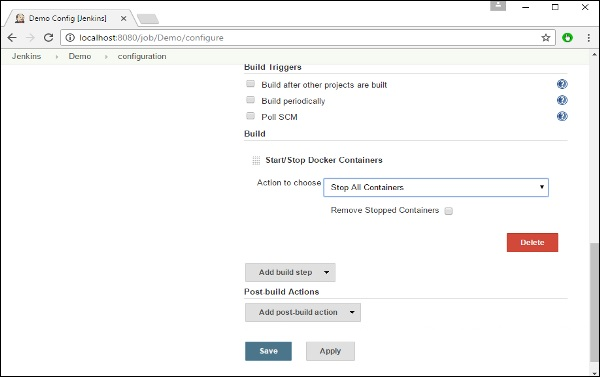 Demo Config [Jenkins]
localhost:8080/job/Demo/configure
Jenkins Demo configuration
Build Triggers
Build after other projects are built
Build periodically
Poll SCM
Build
Start/Stop Docker Containers
Action to choose Stop All Containers
Remove Stopped Containers
Delete
Add build step
Post-build Actions
Add post-build action
Save Apply